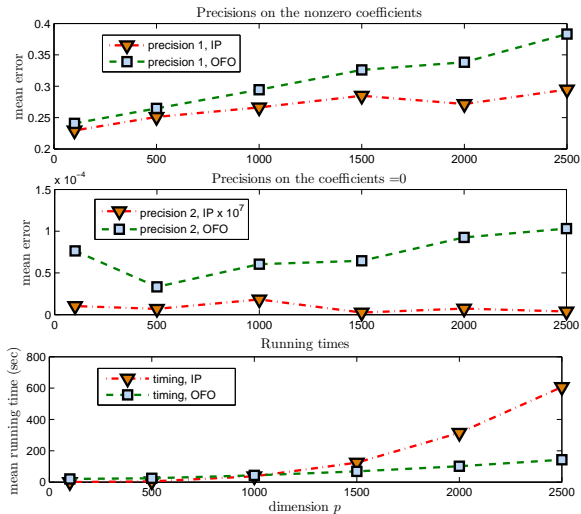 Precisions on the nonzero coefficients
0.4
0.35
0.3
0.25
0.2
mean error
precision 1, IP
precision 1, OFO
0 500 1000 1500 2000 2500
Precisions on the coefficients =0
x 10⁻⁴
1.5
1
0.5
0
mean error
precision 2, IP x 10⁷
precision 2, OFO
0 500 1000 1500 2000 2500
Running times
800
600
400
200
0
mean running time (sec)
timing, IP
timing, OFO
0 500 1000 1500 2000 2500
dimension p